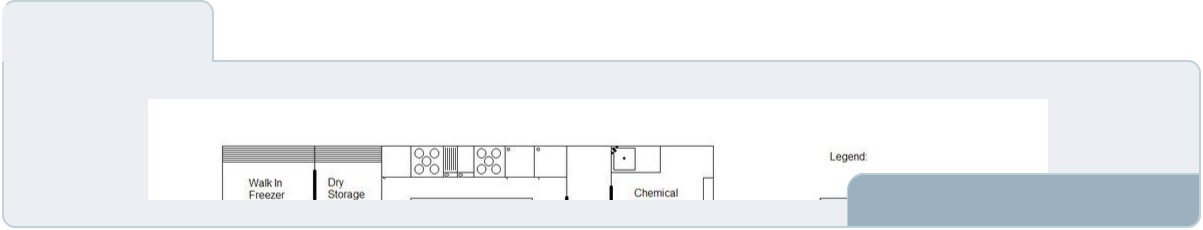 Legend:
Walk In
Freezer
Dry
Storage
Chemical